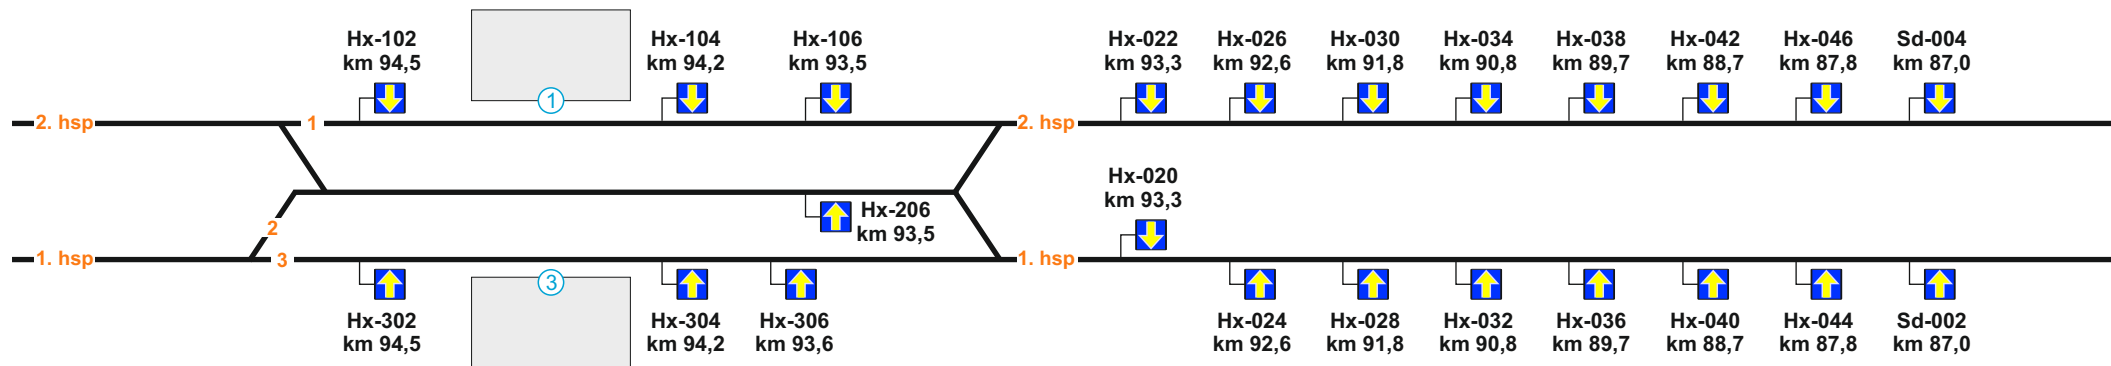 Hx-102
km 94,5
Hx-104
km 94,2
Hx-106
km 93,5
Hx-022
km 93,3
Hx-026
km 92,6
Hx-030
km 91,8
Hx-034
km 90,8
Hx-038
km 89,7
Hx-042
km 88,7
Hx-046
km 87,8
Sd-004
km 87,0
1
2. hsp
1
2. hsp
Hx-020
km 93,3
Hx-206
km 93,5
2
1. hsp
3
1. hsp
3
Hx-302
km 94,5
Hx-304
km 94,2
Hx-306
km 93,6
Hx-024
km 92,6
Hx-028
km 91,8
Hx-032
km 90,8
Hx-036
km 89,7
Hx-040
km 88,7
Hx-044
km 87,8
Sd-002
km 87,0